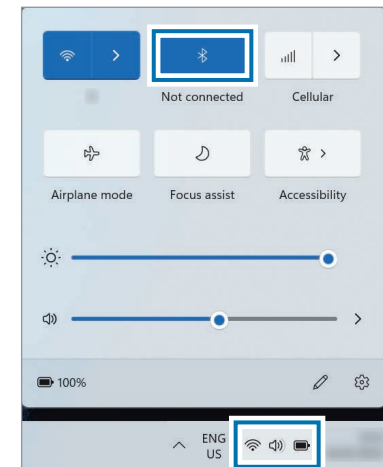 Not connected
Cellular
Airplane mode
Focus assist
Accessibility
100%
ENG
US